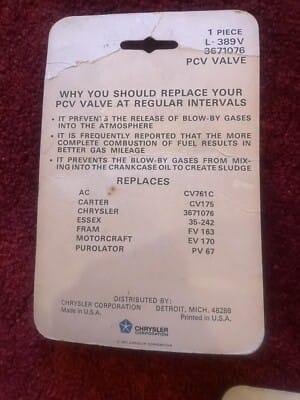 1 PIECE
L-389V
3671076
PCV VALVE
WHY YOU SHOULD REPLACE YOUR
PCV VALVE AT REGULAR INTERVALS
• IT PREVENTS THE RELEASE OF BLOW-BY GASES
INTO THE ATMOSPHERE
• IT IS FREQUENTLY REPORTED THAT THE MORE
COMPLETE COMBUSTION OF FUEL RESULTS IN
BETTER GAS MILEAGE
• IT PREVENTS THE BLOW-BY GASES FROM MIX-
ING INTO THE CRANKCASE OIL TO CREATE SLUDGE
REPLACES
AC CV761C
CARTER CV175
CHRYSLER 3671076
ESSEX 35-242
FRAM FV 163
MOTORCRAFT EV 170
PUROLATOR PV 67
DISTRIBUTED BY:
CHRYSLER CORPORATION DETROIT, MICH. 48288
Made in U.S.A. Printed in U.S.A.
CHRYSLER
CORPORATION
CHRYSLER CORPORATION